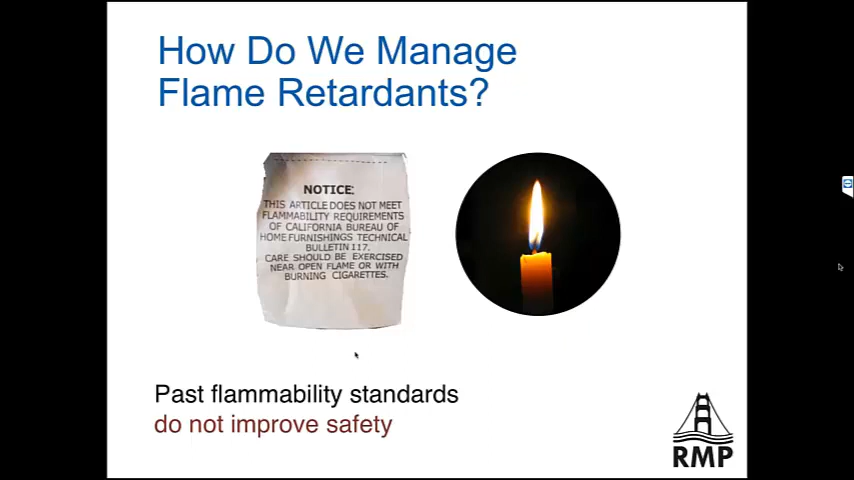 How Do We Manage
Flame Retardants?
NOTICE:
THIS ARTICLE DOES NOT MEET
FLAMMABILITY REQUIREMENTS
OF CALIFORNIA BUREAU OF
HOME FURNISHINGS TECHNICAL
BULLETIN 117.
CARE SHOULD BE EXERCISED
NEAR OPEN FLAME OR WITH
BURNING CIGARETTES.
Past flammability standards
do not improve safety
RMP